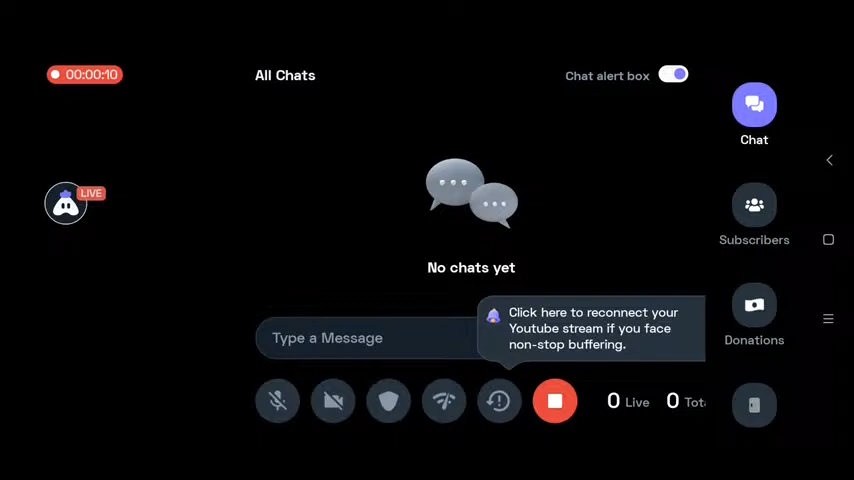 00:00:10
All Chats
Chat alert box
Chat
LIVE
Subscribers
No chats yet
Click here to reconnect your
Youtube stream if you face
non-stop buffering.
Type a Message
Donations
0 Live
0 Tota